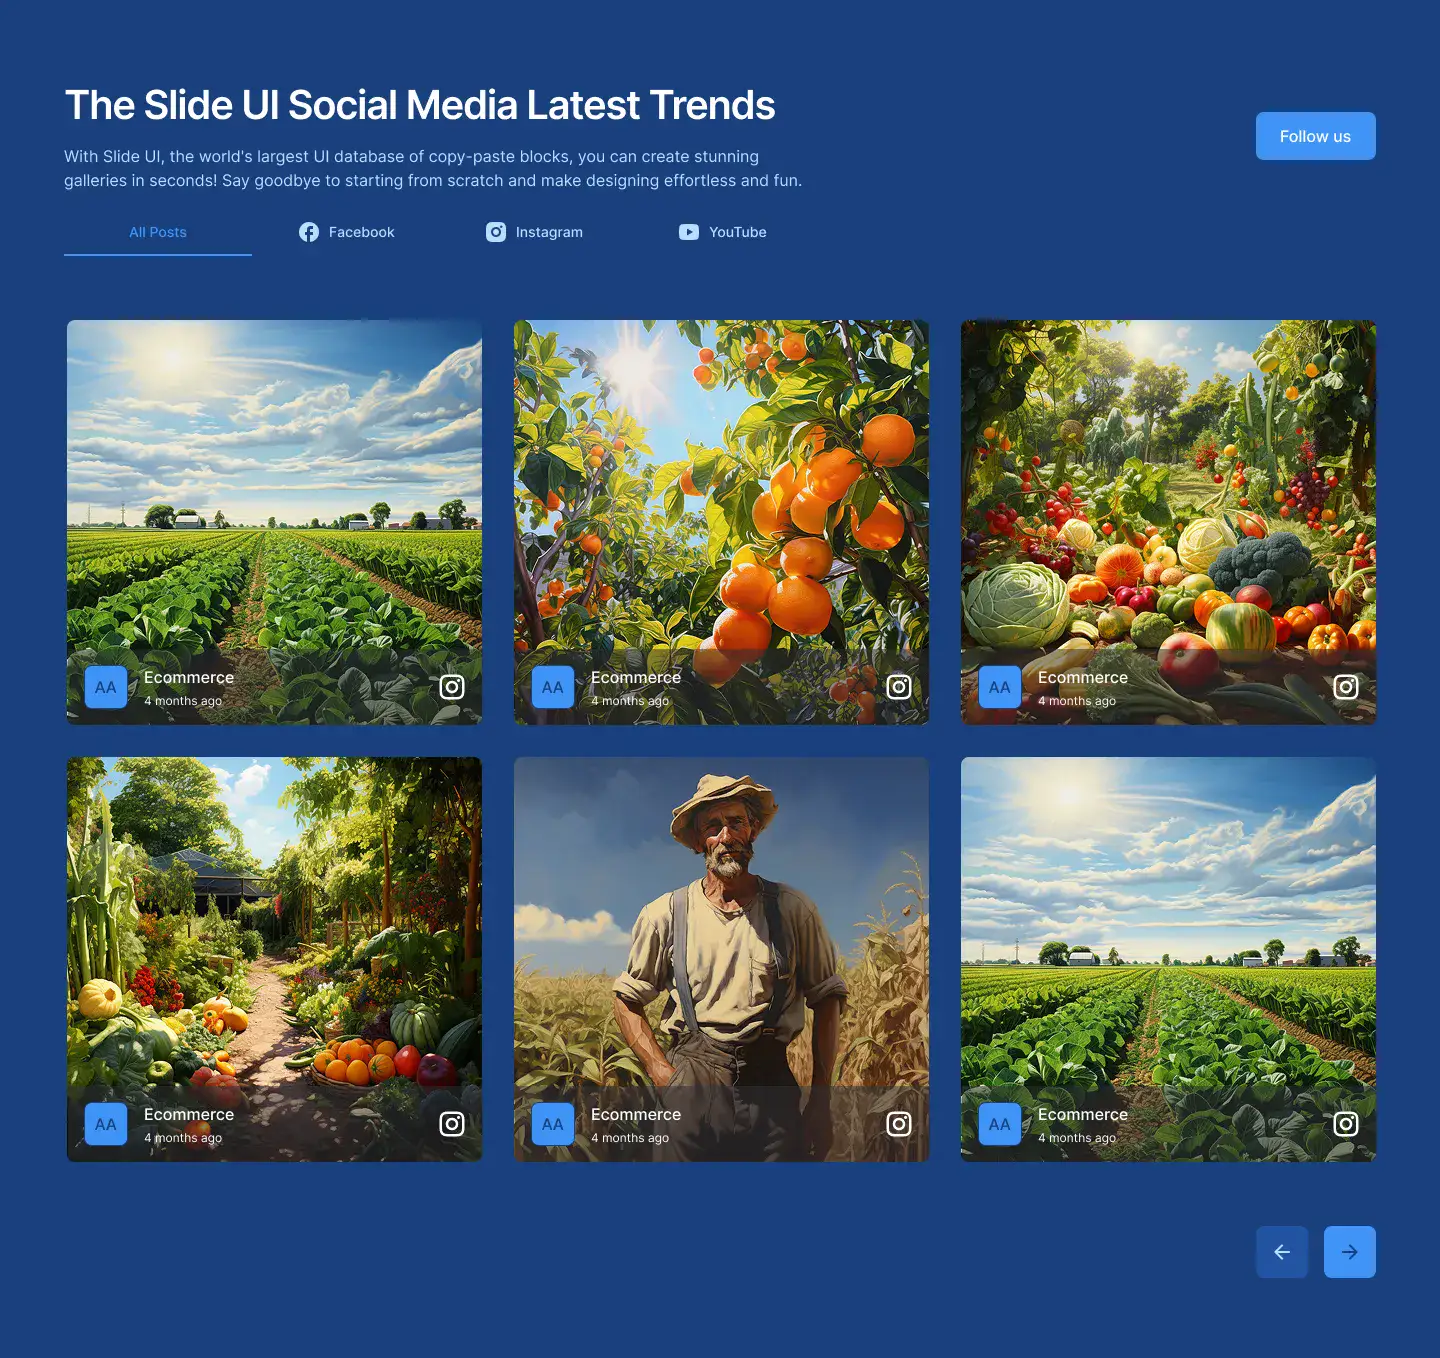 The Slide UI Social Media Latest Trends
With Slide UI, the world's largest UI database of copy-paste blocks, you can create stunning
galleries in seconds! Say goodbye to starting from scratch and make designing effortless and fun.
Follow us
All Posts
Facebook
Instagram
YouTube
AA
Ecommerce
4 months ago
AA
Ecommerce
4 months ago
AA
Ecommerce
4 months ago
AA
Ecommerce
4 months ago
AA
Ecommerce
4 months ago
AA
Ecommerce
4 months ago